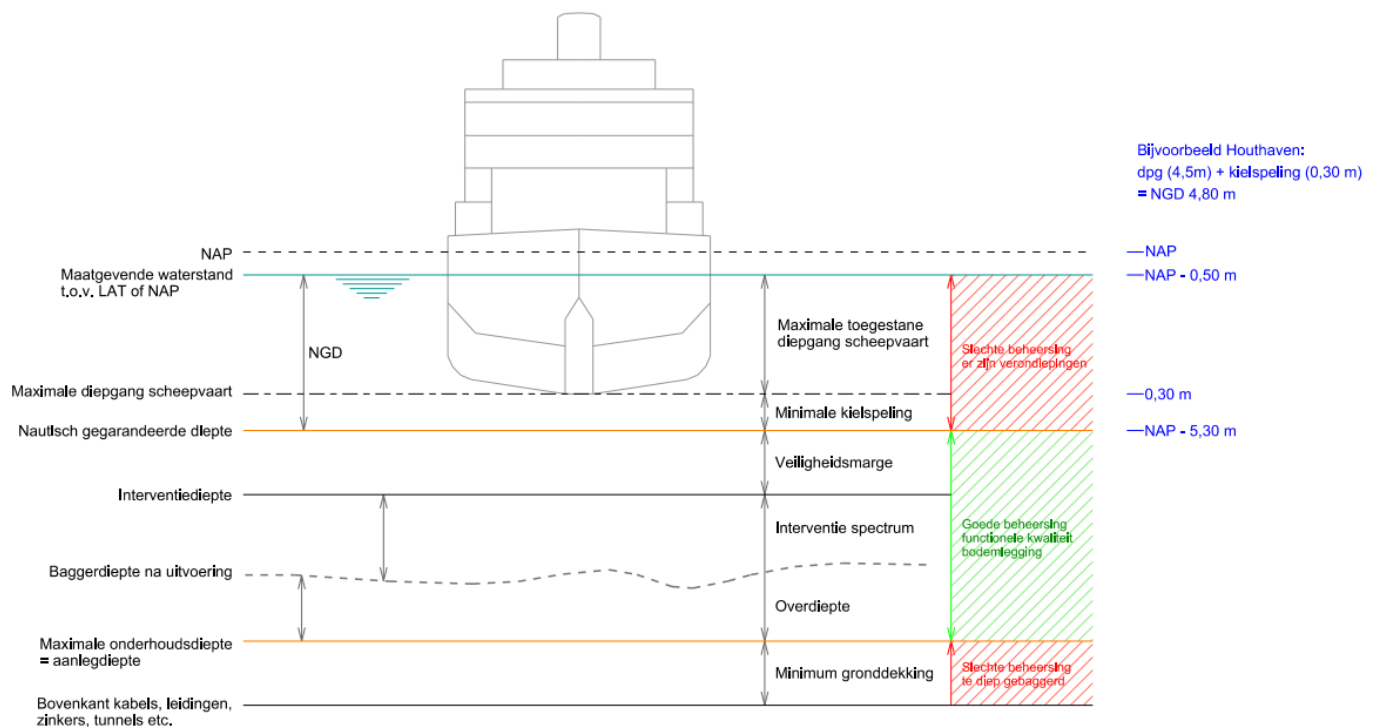 Bijvoorbeeld Houthaven:
dpg (4,5m) + kielspeling (0,30 m)
= NGD 4,80 m
NAP
NAP
Maatgevende waterstand
t.o.v. LAT of NAP
NAP - 0,50 m
NGD
Maximale toegestane
diepgang scheepvaart
Slechte beheersing
er zijn verondiepingen
Maximale diepgang scheepvaart
0,30 m
Minimale kielspeling
Nautisch gegarandeerde diepte
NAP - 5,30 m
Veiligheidsmarge
Interventiediepte
Interventie spectrum
Goede beheersing
functionele kwaliteit
bodemlegging
Baggerdiepte na uitvoering
Overdiepte
Maximale onderhoudsdiepte
= aanlegdiepte
Minimum gronddekking
Slechte beheersing
te diep gebaggerd
Bovenkant kabels, leidingen,
zinkers, tunnels etc.